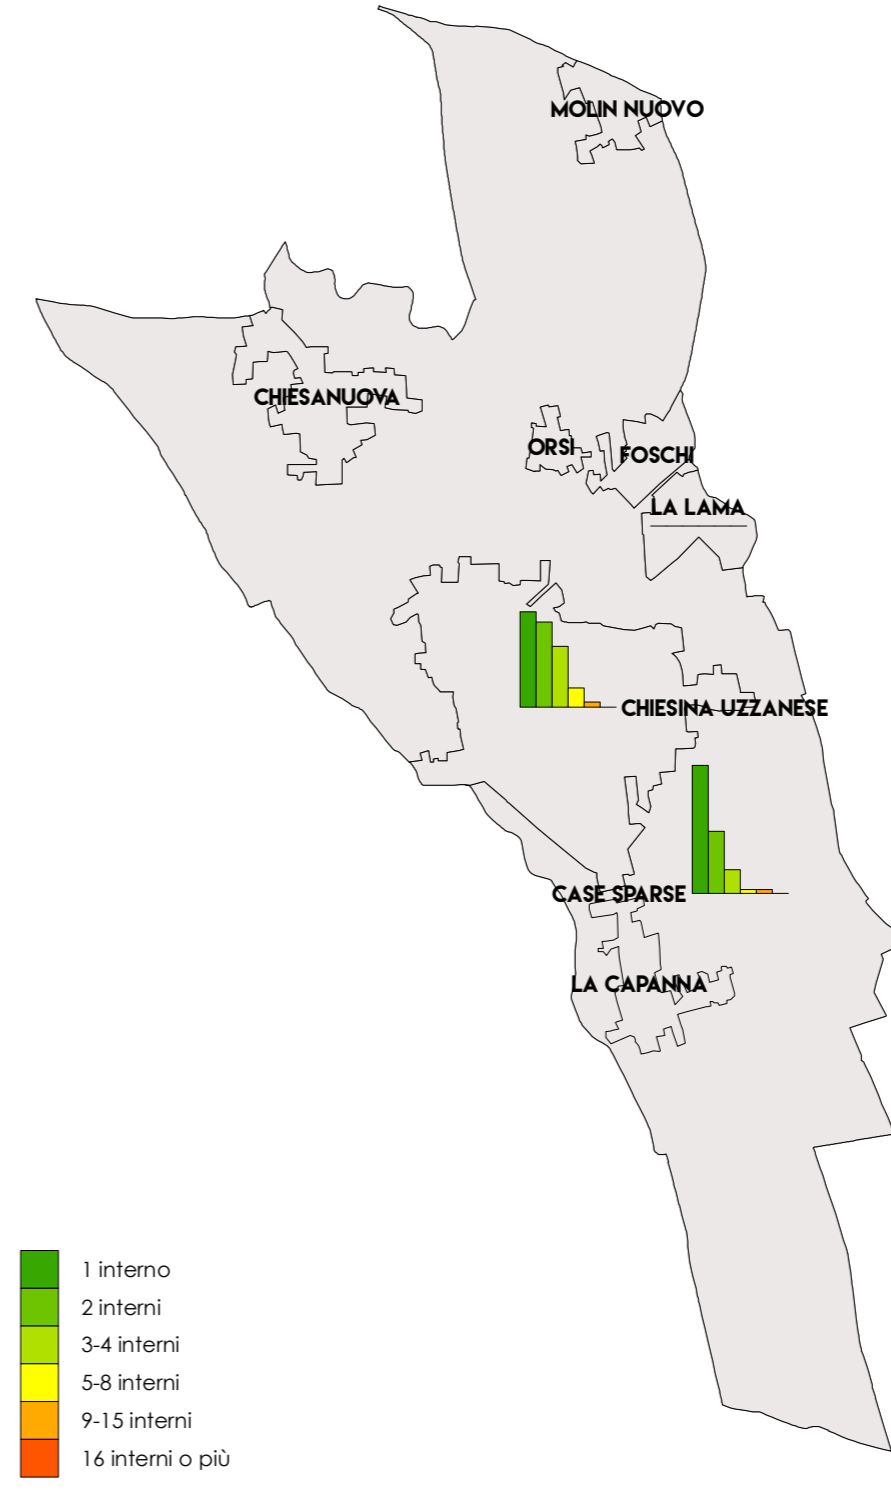 MOLIN NUOVO
CHIESANUOVA
ORSI
FOSCHI
LA LAMA
CHIESINA UZZANESE
CASE SPARSE
LA CAPANNA
1 interno
2 interni
3-4 interni
5-8 interni
9-15 interni
16 interni o più